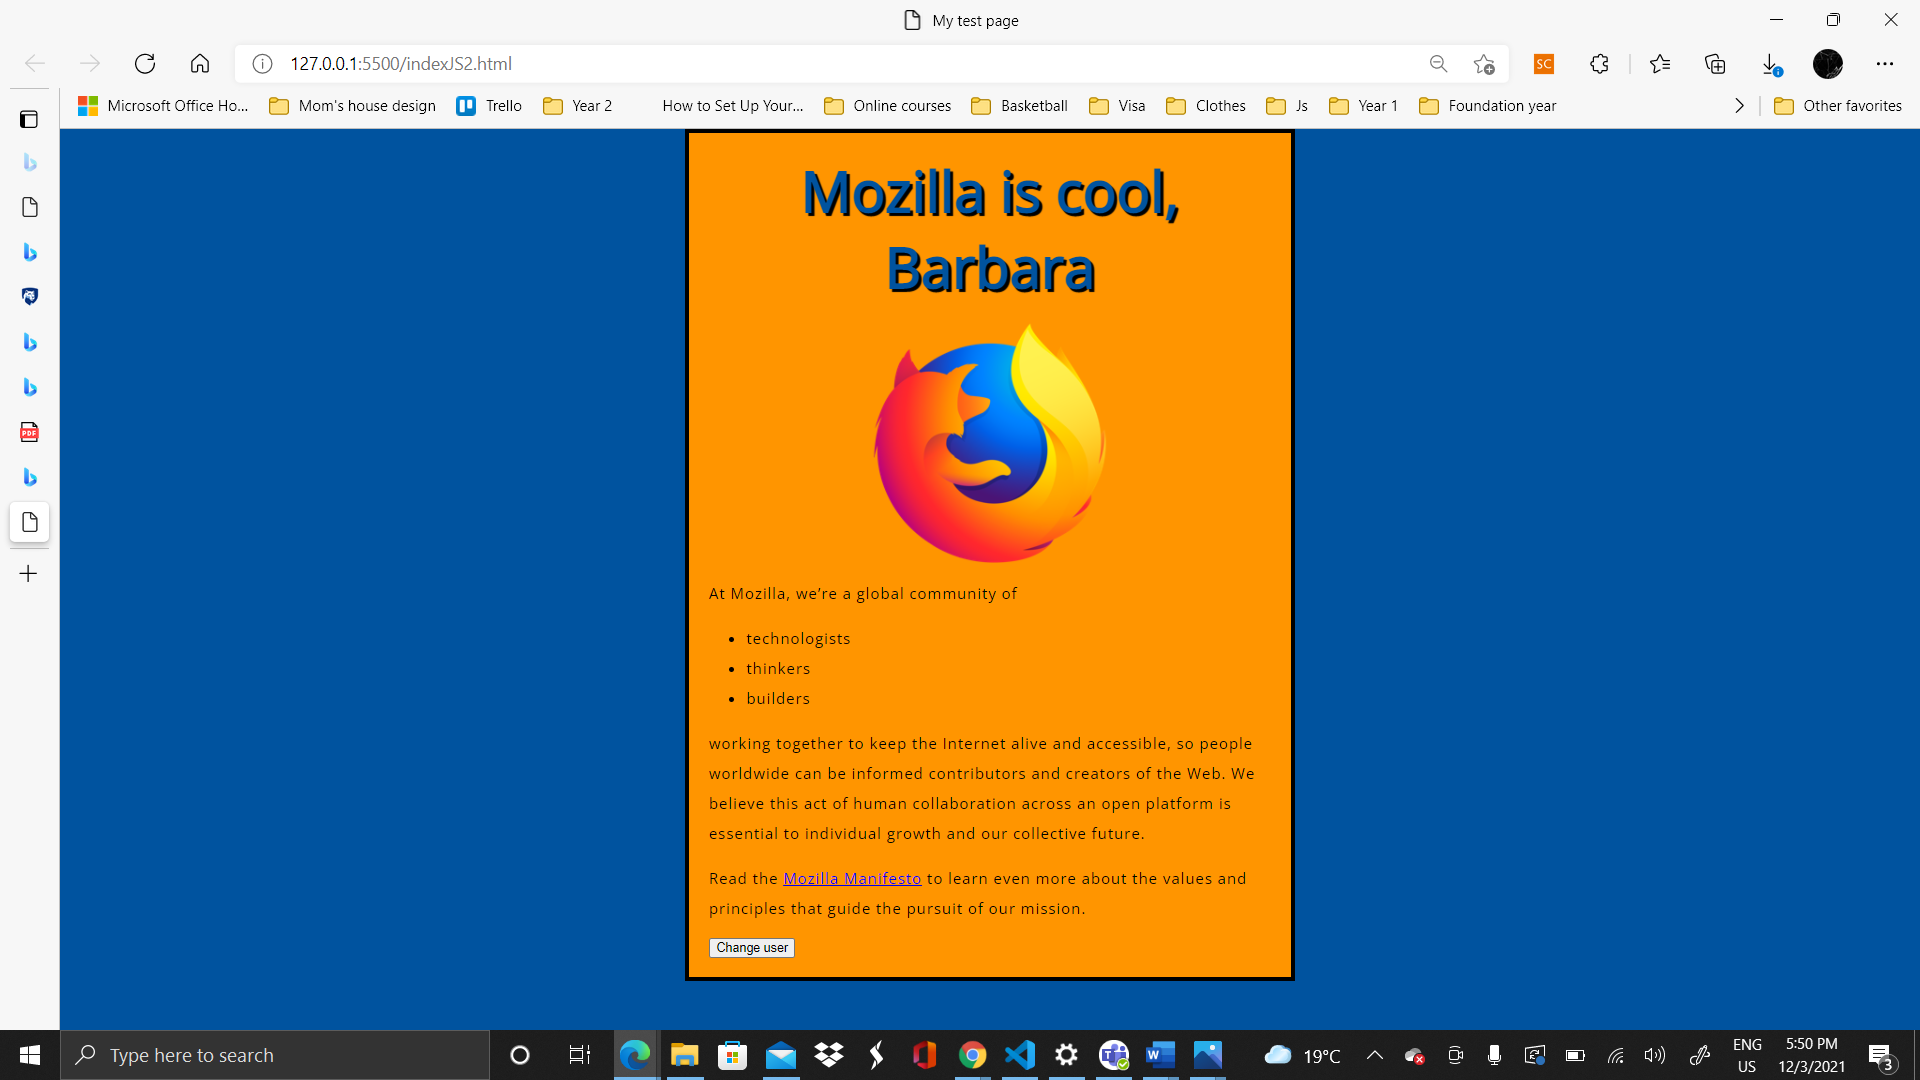 My test page
127.0.0.1:5500/indexJS2.html
SC
Microsoft Office Ho...
Mom's house design
Trello
Year 2
How to Set Up Your...
Online courses
Basketball
Visa
Clothes
Js
Year 1
Foundation year
Other favorites
Mozilla is cool,
Barbara
PDF
At Mozilla, we’re a global community of
technologists
thinkers
builders
working together to keep the Internet alive and accessible, so people
worldwide can be informed contributors and creators of the Web. We
believe this act of human collaboration across an open platform is
essential to individual growth and our collective future.
Read the Mozilla Manifesto to learn even more about the values and
principles that guide the pursuit of our mission.
Change user
Type here to search
19°C
ENG
US
5:50 PM
12/3/2021
3